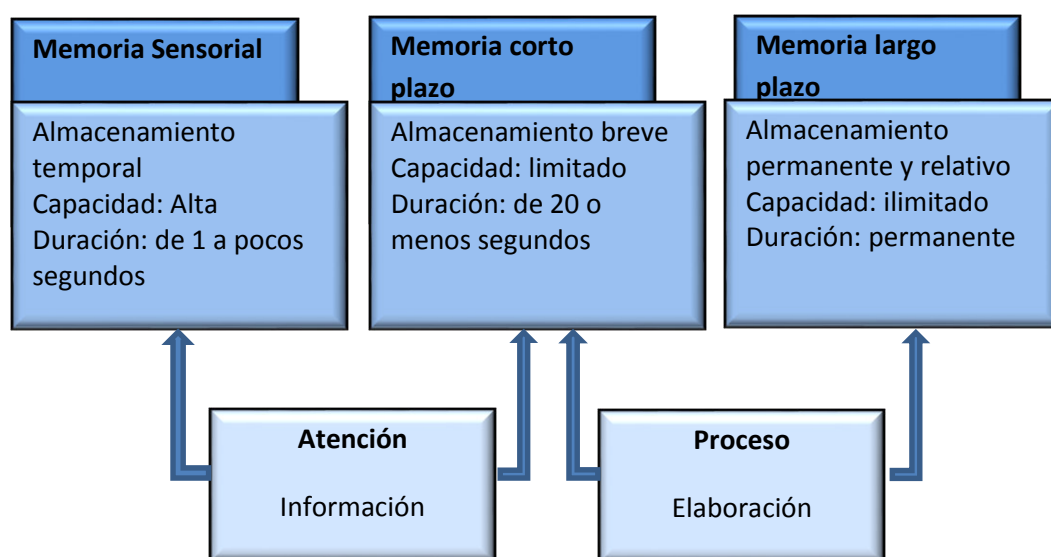 Memoria Sensorial
Almacenamiento
temporal
Capacidad: Alta
Duración: de 1 a pocos
segundos
Memoria corto
plazo
Almacenamiento breve
Capacidad: limitado
Duración: de 20 o
menos segundos
Memoria largo
plazo
Almacenamiento
permanente y relativo
Capacidad: ilimitado
Duración: permanente
Atención
Información
Proceso
Elaboración